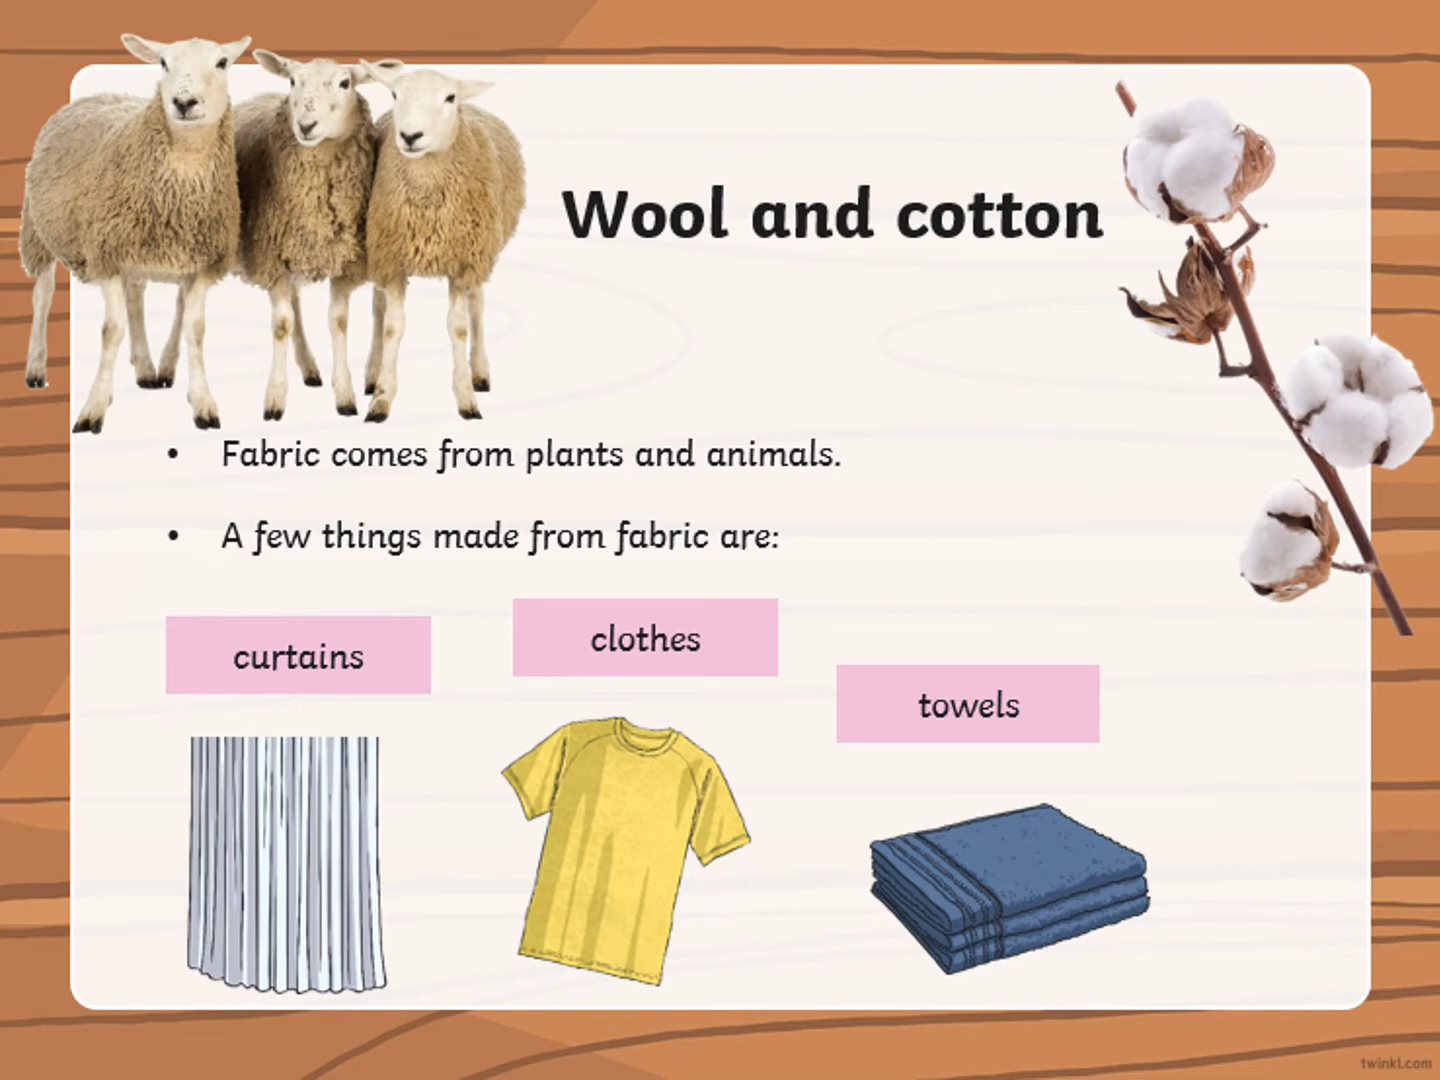 Wool and cotton
• Fabric comes from plants and animals.
• A few things made from fabric are:
curtains
clothes
towels
twinkl.com